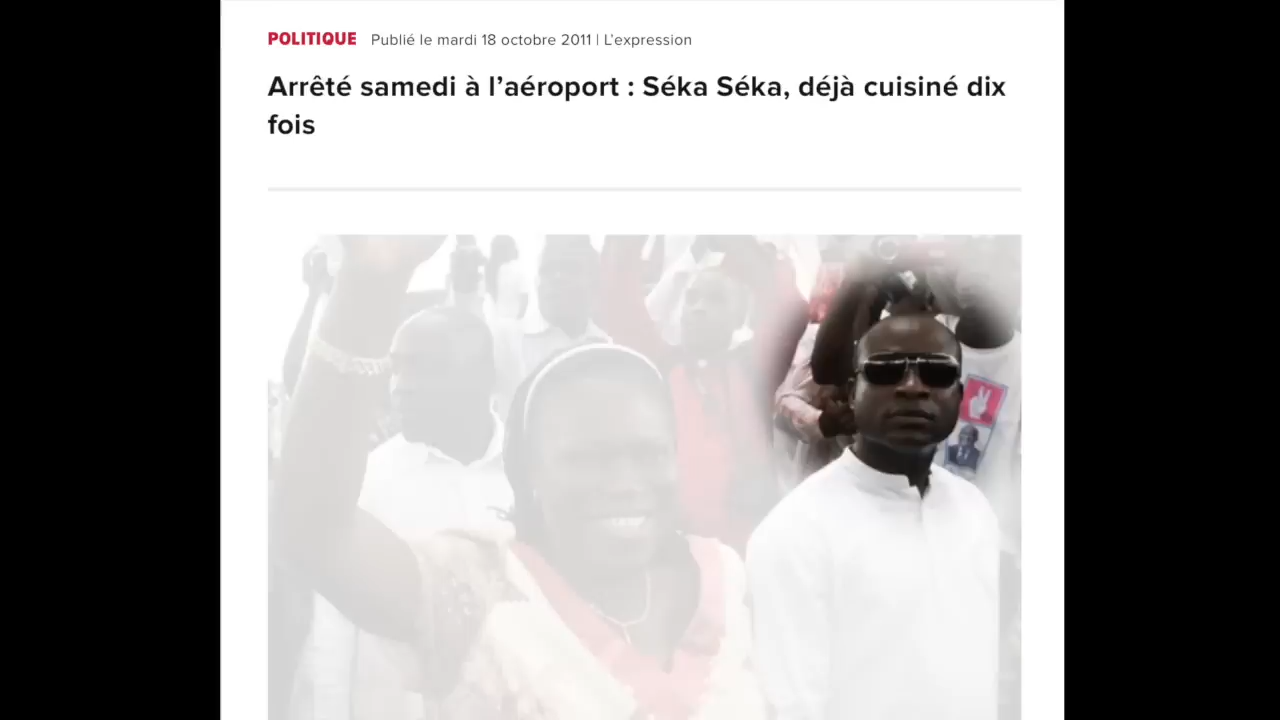 POLITIQUE Publié le mardi 18 octobre 2011 | L’expression
Arrêté samedi à l’aéroport : Séka Séka, déjà cuisiné dix
fois